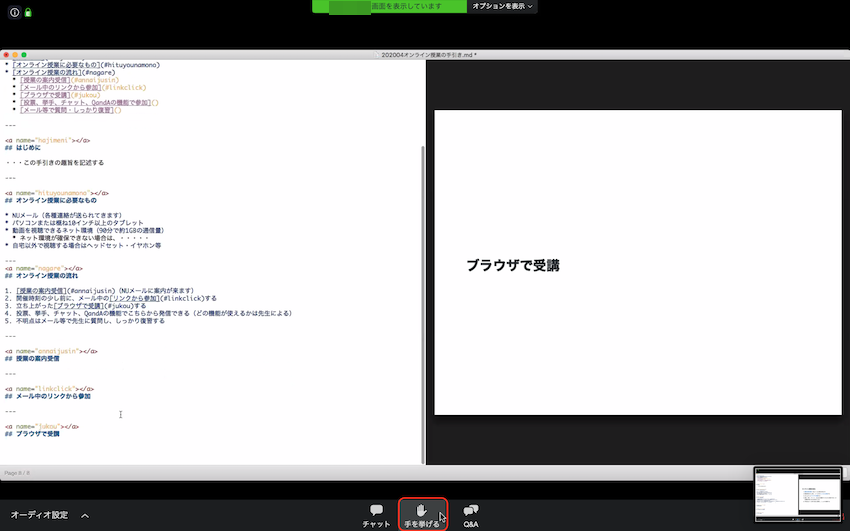 画面を表示しています
オプションを表示
202004オンライン授業の手引き.md *
* [オンライン授業に必要なもの](#hituyounamono)
* [オンライン授業の流れ](#nagare)
* [授業の案内受信](#annaijusin)
* [メール中のリンクから参加](#linkclick)
* [ブラウザで受講](#jukou)
* [投票、挙手、チャット、QandAの機能で参加]()
* [メール等で質問・しっかり復習]()
---
<a name="hajimeni"></a>
## はじめに
・・・この手引きの趣旨を記述する
---
<a name="hituyounamono"></a>
## オンライン授業に必要なもの
* NUメール（各種連絡が送られてきます）
* パソコンまたは概ね10インチ以上のタブレット
* 動画を視聴できるネット環境（90分で約1GBの通信量）
* ネット環境が確保できない場合は、・・・・・
* 自宅以外で視聴する場合はヘッドセット・イヤホン等
---
<a name="nagare"></a>
## オンライン授業の流れ
1. [授業の案内受信](#annaijusin)（NUメールに案内が来ます）
2. 開催時刻の少し前に、メール中の[リンクから参加](#linkclick)する
3. 立ち上がった[ブラウザで受講](#jukou)する
4. 投票、挙手、チャット、QandAの機能でこちらから発信できる（どの機能が使えるかは先生による）
5. 不明点はメール等で先生に質問し、しっかり復習する
---
<a name="annaijusin"></a>
## 授業の案内受信
---
<a name="linkclick"></a>
## メール中のリンクから参加
---
<a name="jukou"></a>
## ブラウザで受講
Page 8 / 8
ブラウザで受講
オーディオ設定
チャット
手を挙げる
Q&A